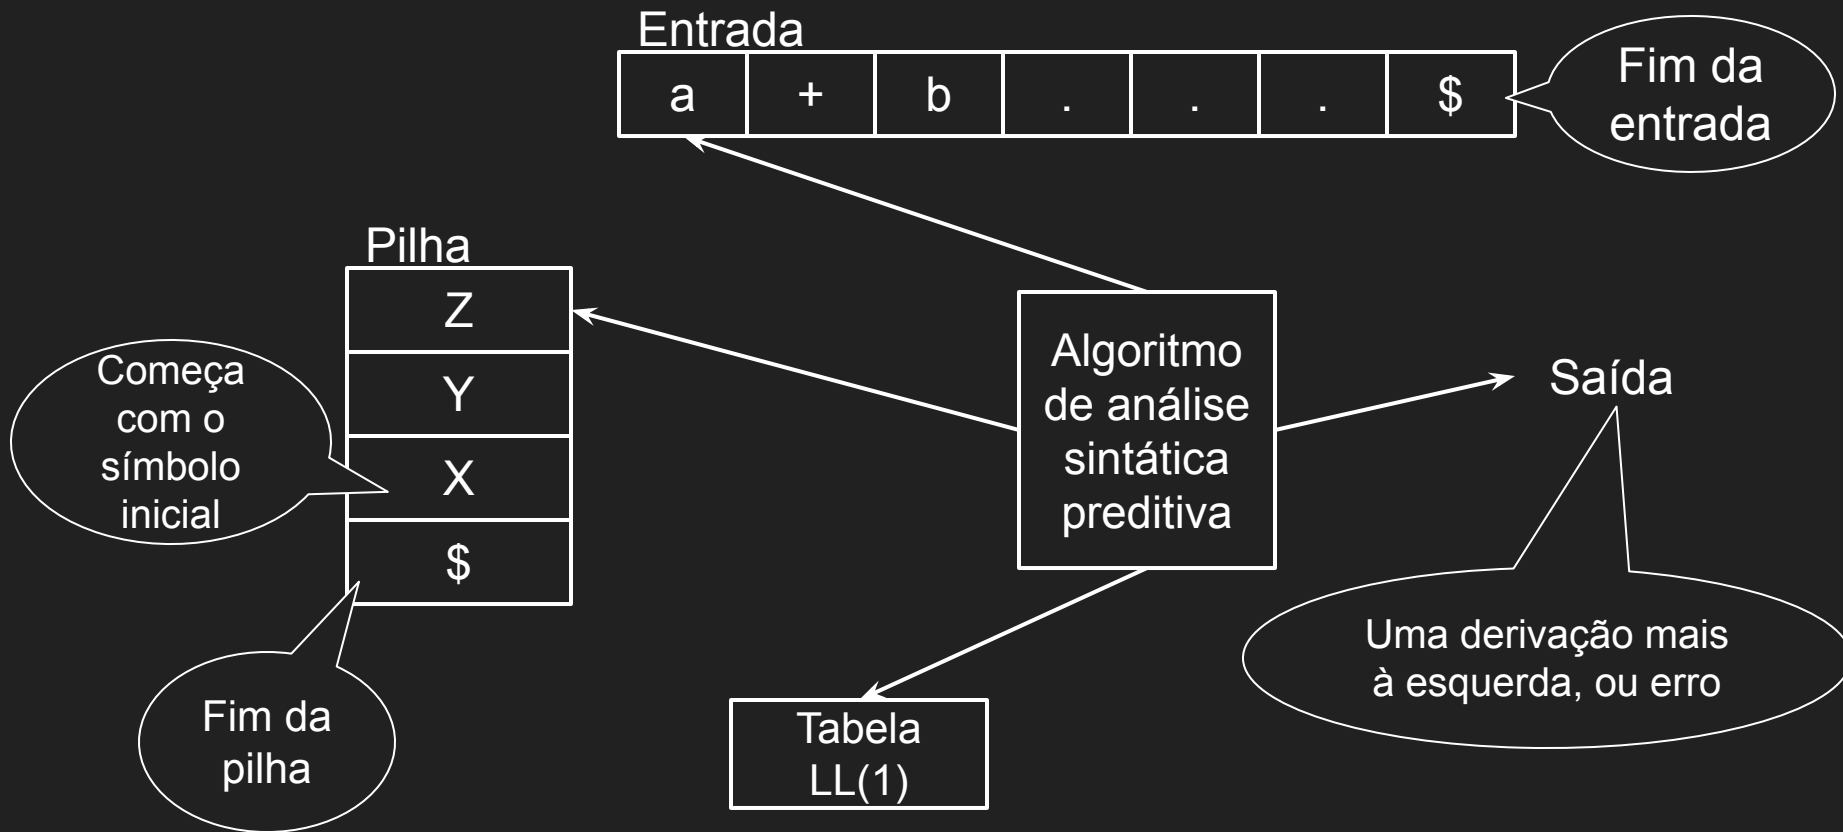 Entrada
a + b . . . $
Fim da
entrada
Pilha
Z
Y
X
$
Começa
com o
símbolo
inicial
Fim da
pilha
Algoritmo
de análise
sintática
preditiva
Saída
Uma derivação mais
à esquerda, ou erro
Tabela
LL(1)